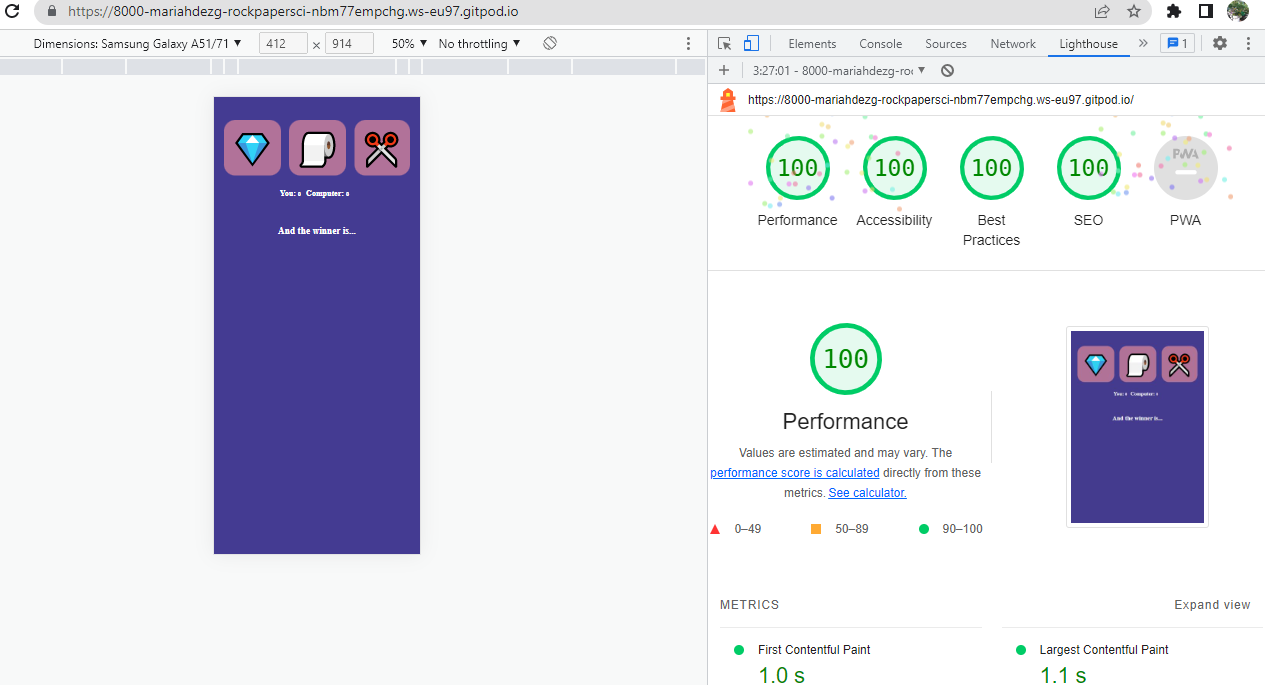 https://8000-mariahdezg-rockpapersci-nbm77empchg.ws-eu97.gitpod.io
Dimensions: Samsung Galaxy A51/71 ▼ 412 × 914 50% ▼ No throttling ▼
Elements Console Sources Network Lighthouse » 1
+ 3:27:01 - 8000-mariahdezg-roc ▼
https://8000-mariahdezg-rockpapersci-nbm77empchg.ws-eu97.gitpod.io/
You: 0 Computer: 0
And the winner is...
100 100 100 100 PWA
Performance Accessibility Best Practices SEO PWA
100
Performance
Values are estimated and may vary. The
performance score is calculated directly from these
metrics. See calculator.
0–49 50–89 90–100
You: 0 Computer: 0
And the winner is...
METRICS Expand view
First Contentful Paint Largest Contentful Paint
1.0 s 1.1 s